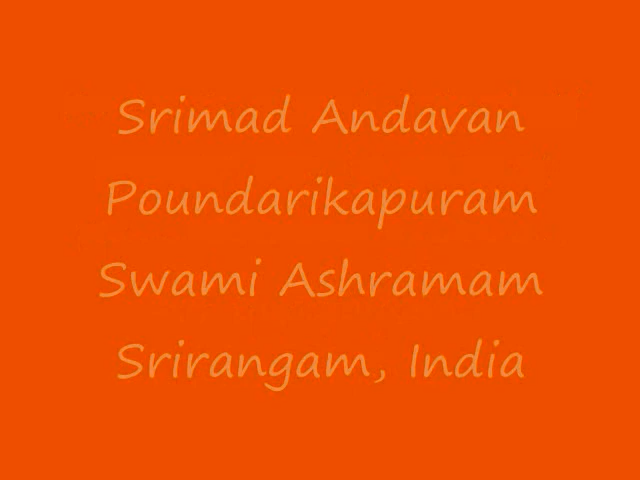 Srimad Andavan
Poundarikapuram
Swami Ashramam
Srirangam, India